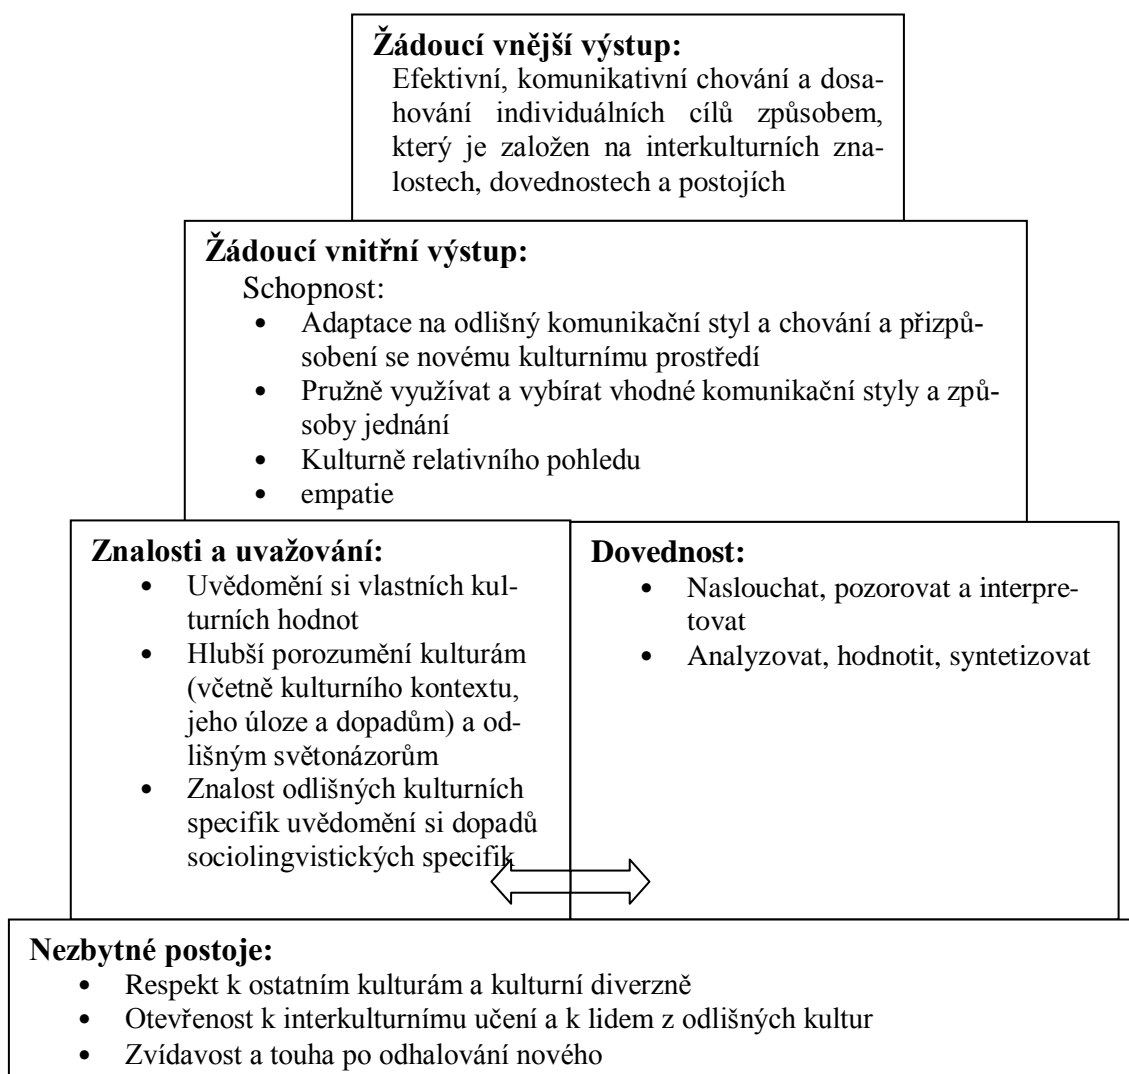 Žádoucí vnější výstup:
Efektivní, komunikativní chování a dosa-
hování individuálních cílů způsobem,
který je založen na interkulturních zna-
lostech, dovednostech a postojích
Žádoucí vnitřní výstup:
Schopnost:
• Adaptace na odlišný komunikační styl a chování a přizpů-
sobení se novému kulturnímu prostředí
• Pružně využívat a vybírat vhodné komunikační styly a způ-
soby jednání
• Kulturně relativního pohledu
• empatie
Znalosti a uvažování:
• Uvědomění si vlastních kul-
turních hodnot
• Hlubší porozumění kulturám
(včetně kulturního kontextu,
jeho úloze a dopadům) a od-
lišným světonázorům
• Znalost odlišných kulturních
specifik uvědomění si dopadů
sociolingvistických specifik
Dovednost:
• Naslouchat, pozorovat a interpre-
tovat
• Analyzovat, hodnotit, syntetizovat
Nezbytné postoje:
• Respekt k ostatním kulturám a kulturní diverzně
• Otevřenost k interkulturnímu učení a k lidem z odlišných kultur
• Zvídavost a touha po odhalování nového